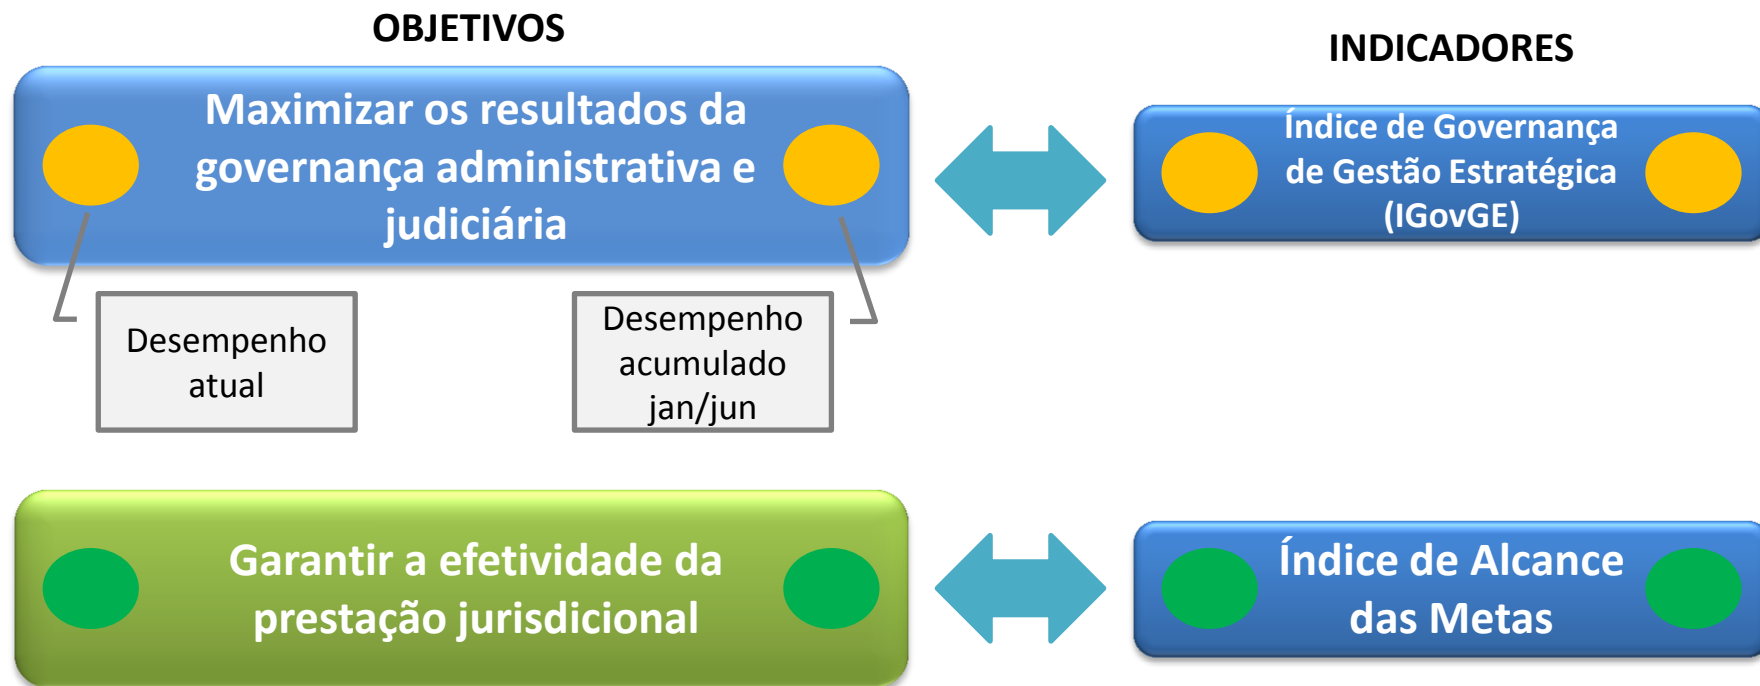 OBJETIVOS
INDICADORES
Maximizar os resultados da
governança administrativa e
judiciária
Índice de Governança
de Gestão Estratégica
(IGovGE)
Desempenho
atual
Desempenho
acumulado
jan/jun
Garantir a efetividade da
prestação jurisdicional
Índice de Alcance
das Metas